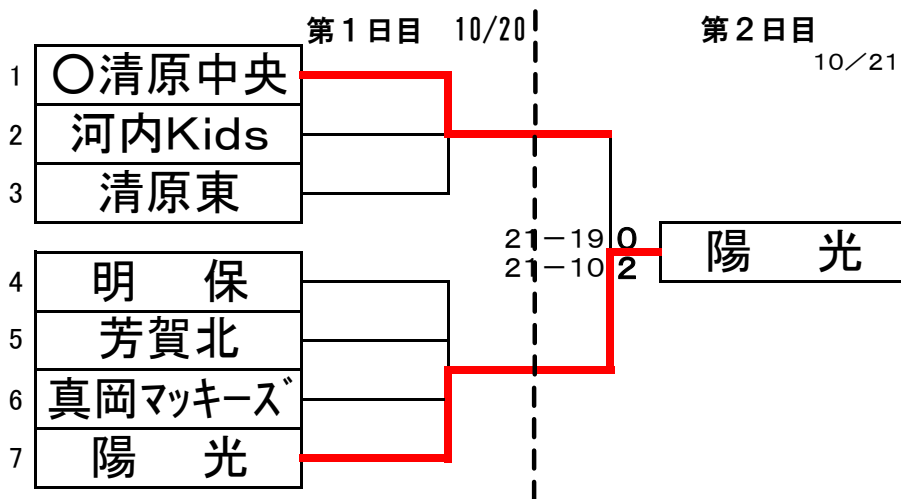 第１日目 10/20
第２日目
10／21
1 〇清原中央
2 河内Kids
3 清原東
21－19 0
21－10 2
陽 光
4 明 保
5 芳賀北
6 真岡マッキーズ
7 陽 光